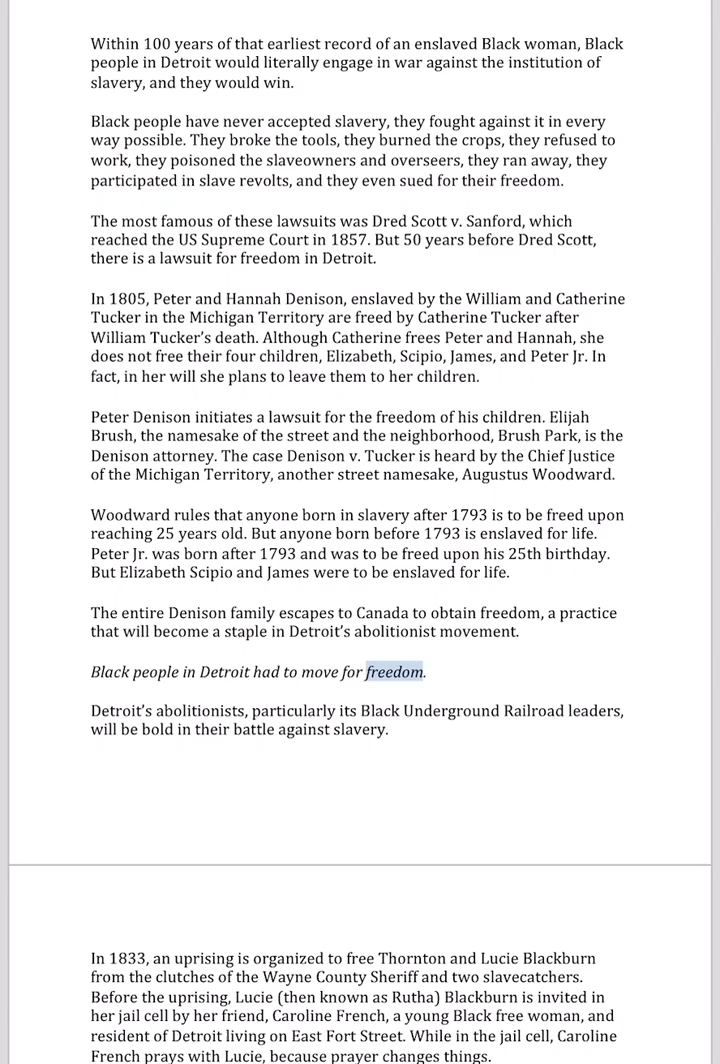 Within 100 years of that earliest record of an enslaved Black woman, Black
people in Detroit would literally engage in war against the institution of
slavery, and they would win.
Black people have never accepted slavery, they fought against it in every
way possible. They broke the tools, they burned the crops, they refused to
work, they poisoned the slaveowners and overseers, they ran away, they
participated in slave revolts, and they even sued for their freedom.
The most famous of these lawsuits was Dred Scott v. Sanford, which
reached the US Supreme Court in 1857. But 50 years before Dred Scott,
there is a lawsuit for freedom in Detroit.
In 1805, Peter and Hannah Denison, enslaved by the William and Catherine
Tucker in the Michigan Territory are freed by Catherine Tucker after
William Tucker’s death. Although Catherine frees Peter and Hannah, she
does not free their four children, Elizabeth, Scipio, James, and Peter Jr. In
fact, in her will she plans to leave them to her children.
Peter Denison initiates a lawsuit for the freedom of his children. Elijah
Brush, the namesake of the street and the neighborhood, Brush Park, is the
Denison attorney. The case Denison v. Tucker is heard by the Chief Justice
of the Michigan Territory, another street namesake, Augustus Woodward.
Woodward rules that anyone born in slavery after 1793 is to be freed upon
reaching 25 years old. But anyone born before 1793 is enslaved for life.
Peter Jr. was born after 1793 and was to be freed upon his 25th birthday.
But Elizabeth Scipio and James were to be enslaved for life.
The entire Denison family escapes to Canada to obtain freedom, a practice
that will become a staple in Detroit’s abolitionist movement.
Black people in Detroit had to move for freedom.
Detroit’s abolitionists, particularly its Black Underground Railroad leaders,
will be bold in their battle against slavery.
In 1833, an uprising is organized to free Thornton and Lucie Blackburn
from the clutches of the Wayne County Sheriff and two slavecatchers.
Before the uprising, Lucie (then known as Rutha) Blackburn is invited in
her jail cell by her friend, Caroline French, a young Black free woman, and
resident of Detroit living on East Fort Street. While in the jail cell, Caroline
French prays with Lucie, because prayer changes things.